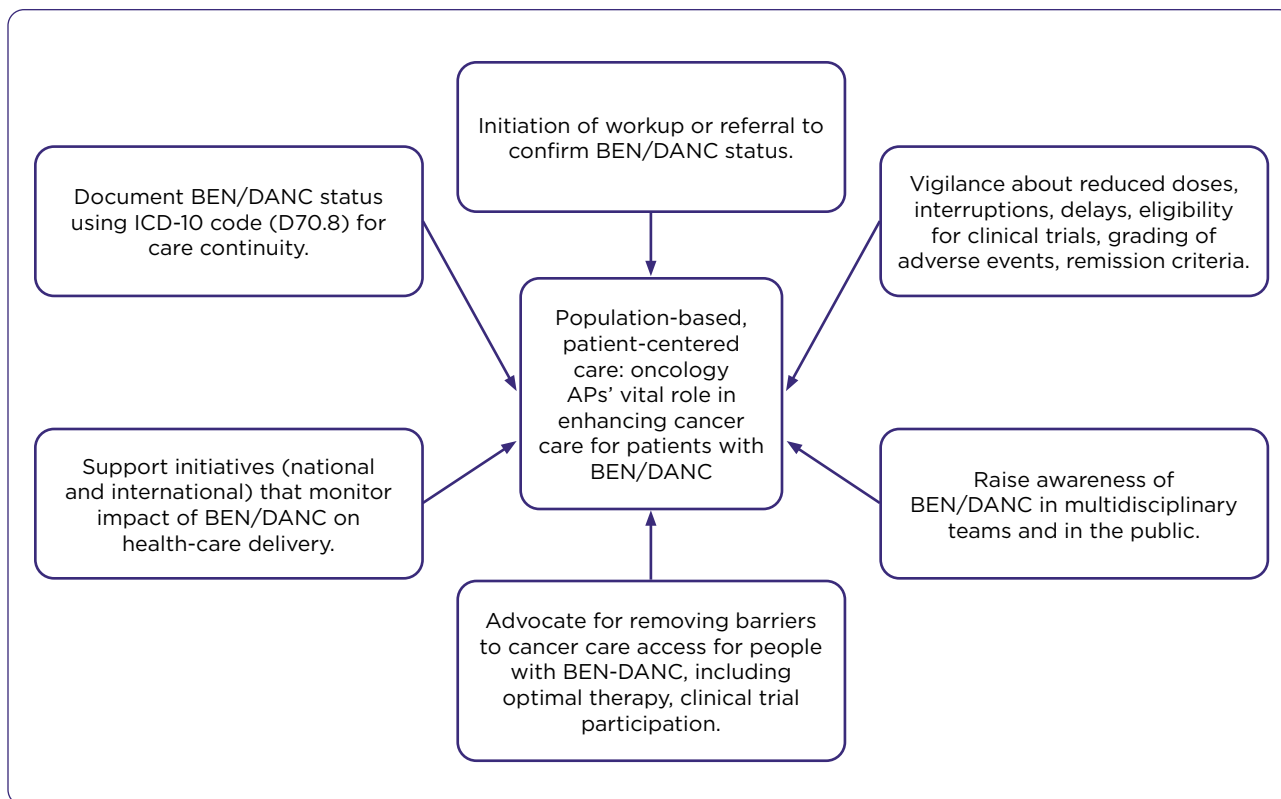 Initiation of workup or referral to
confirm BEN/DANC status.
Document BEN/DANC status
using ICD-10 code (D70.8) for
care continuity.
Vigilance about reduced doses,
interruptions, delays, eligibility
for clinical trials, grading of
adverse events, remission criteria.
Population-based,
patient-centered
care: oncology
APs’ vital role in
enhancing cancer
care for patients with
BEN/DANC
Support initiatives (national
and international) that monitor
impact of BEN/DANC on
health-care delivery.
Raise awareness of
BEN/DANC in multidisciplinary
teams and in the public.
Advocate for removing barriers
to cancer care access for people
with BEN-DANC, including
optimal therapy, clinical trial
participation.